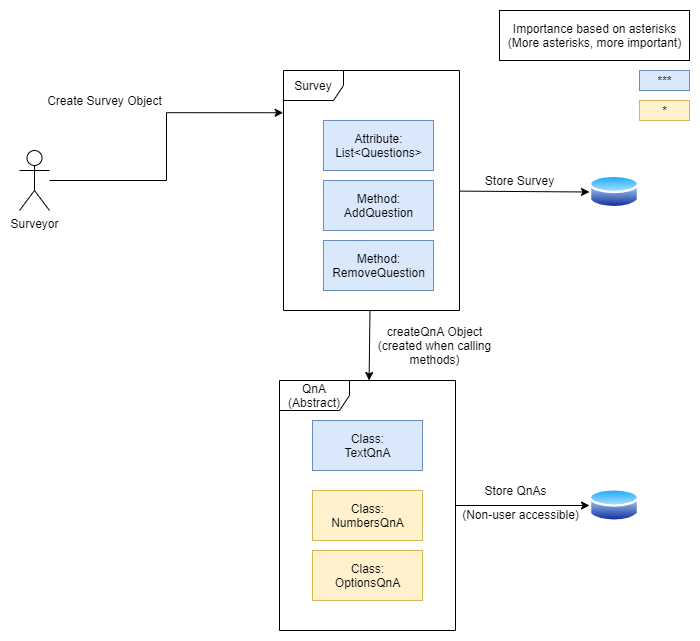 Importance based on asterisks
(More asterisks, more important)
***
*
Create Survey Object
Surveyor
Survey
Attribute:
List<Questions>
Method:
AddQuestion
Method:
RemoveQuestion
Store Survey
createQnA Object
(created when calling
methods)
QnA
(Abstract)
Class:
TextQnA
Class:
NumbersQnA
Class:
OptionsQnA
Store QnAs
(Non-user accessible)